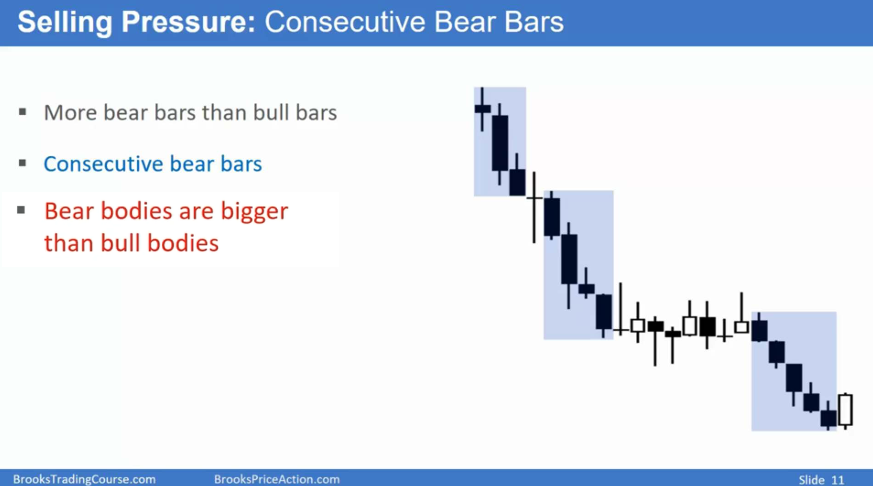 Selling Pressure: Consecutive Bear Bars
▪ More bear bars than bull bars
▪ Consecutive bear bars
▪ Bear bodies are bigger
than bull bodies
BrooksTradingCourse.com
BrooksPriceAction.com
Slide 11